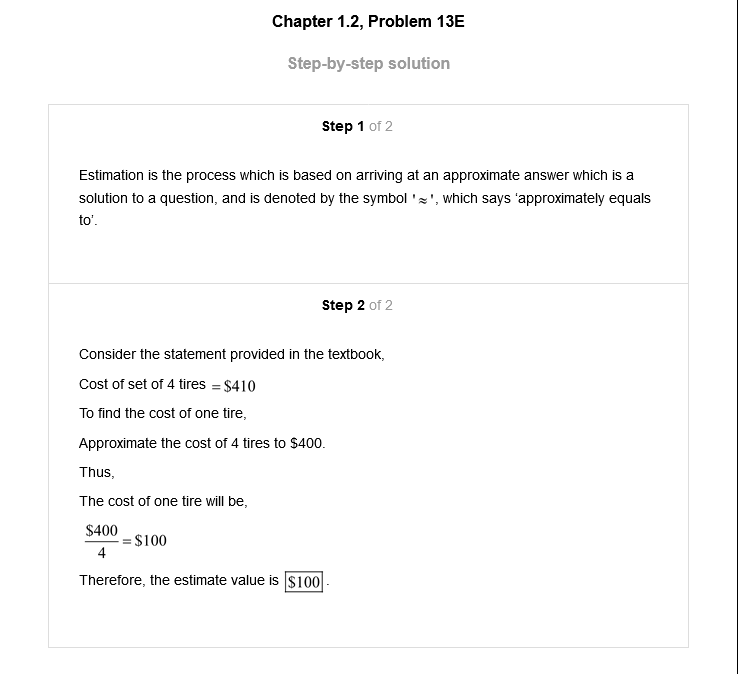 Chapter 1.2, Problem 13E
Step-by-step solution
Step 1 of 2
Estimation is the process which is based on arriving at an approximate answer which is a
solution to a question, and is denoted by the symbol '≈', which says ‘approximately equals
to’.
Step 2 of 2
Consider the statement provided in the textbook,
Cost of set of 4 tires = $410
To find the cost of one tire,
Approximate the cost of 4 tires to $400.
Thus,
The cost of one tire will be,
$400
= $100
4
Therefore, the estimate value is $100.